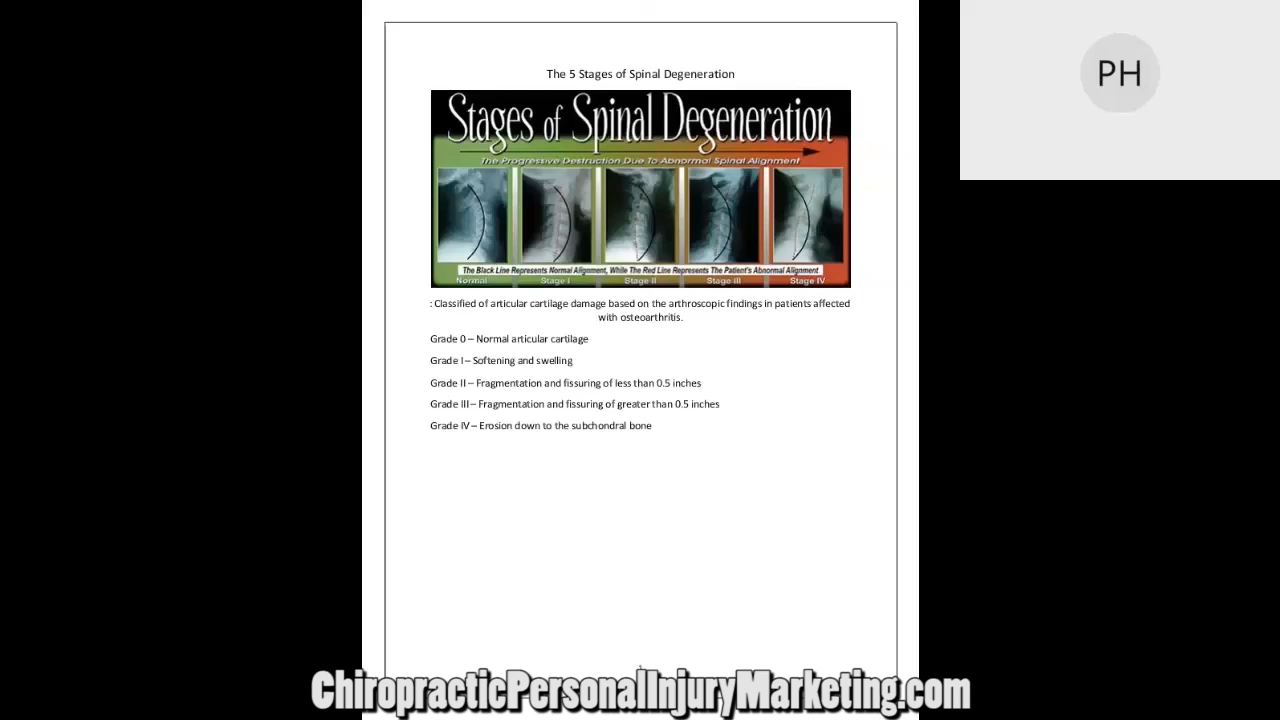 PH
The 5 Stages of Spinal Degeneration
Stages of Spinal Degeneration
The Progressive Destruction Due To Abnormal Spinal Alignment
The Black Line Represents Normal Alignment, While The Red Line Represents The Patient's Abnormal Alignment
Normal Stage I Stage II Stage III Stage IV
: Classified of articular cartilage damage based on the arthroscopic findings in patients affected
with osteoarthritis.
Grade 0 – Normal articular cartilage
Grade I – Softening and swelling
Grade II – Fragmentation and fissuring of less than 0.5 inches
Grade III – Fragmentation and fissuring of greater than 0.5 inches
Grade IV – Erosion down to the subchondral bone
ChiropracticPersonalInjuryMarketing.com